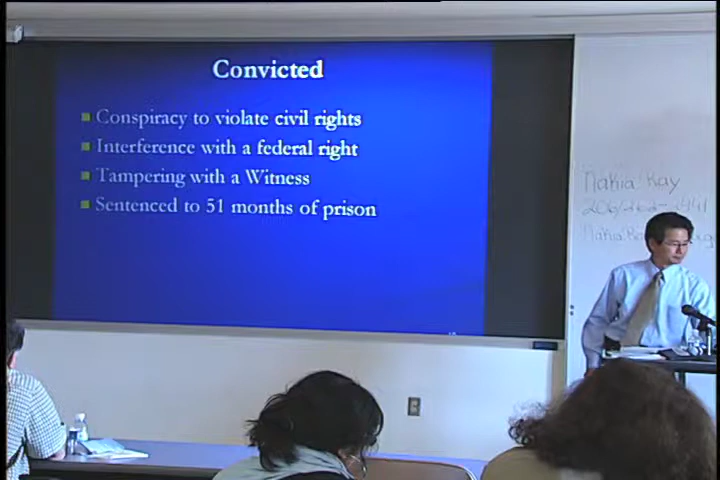 Convicted
Conspiracy to violate civil rights
Interference with a federal right
Tampering with a Witness
Sentenced to 51 months of prison
Nakia Kay